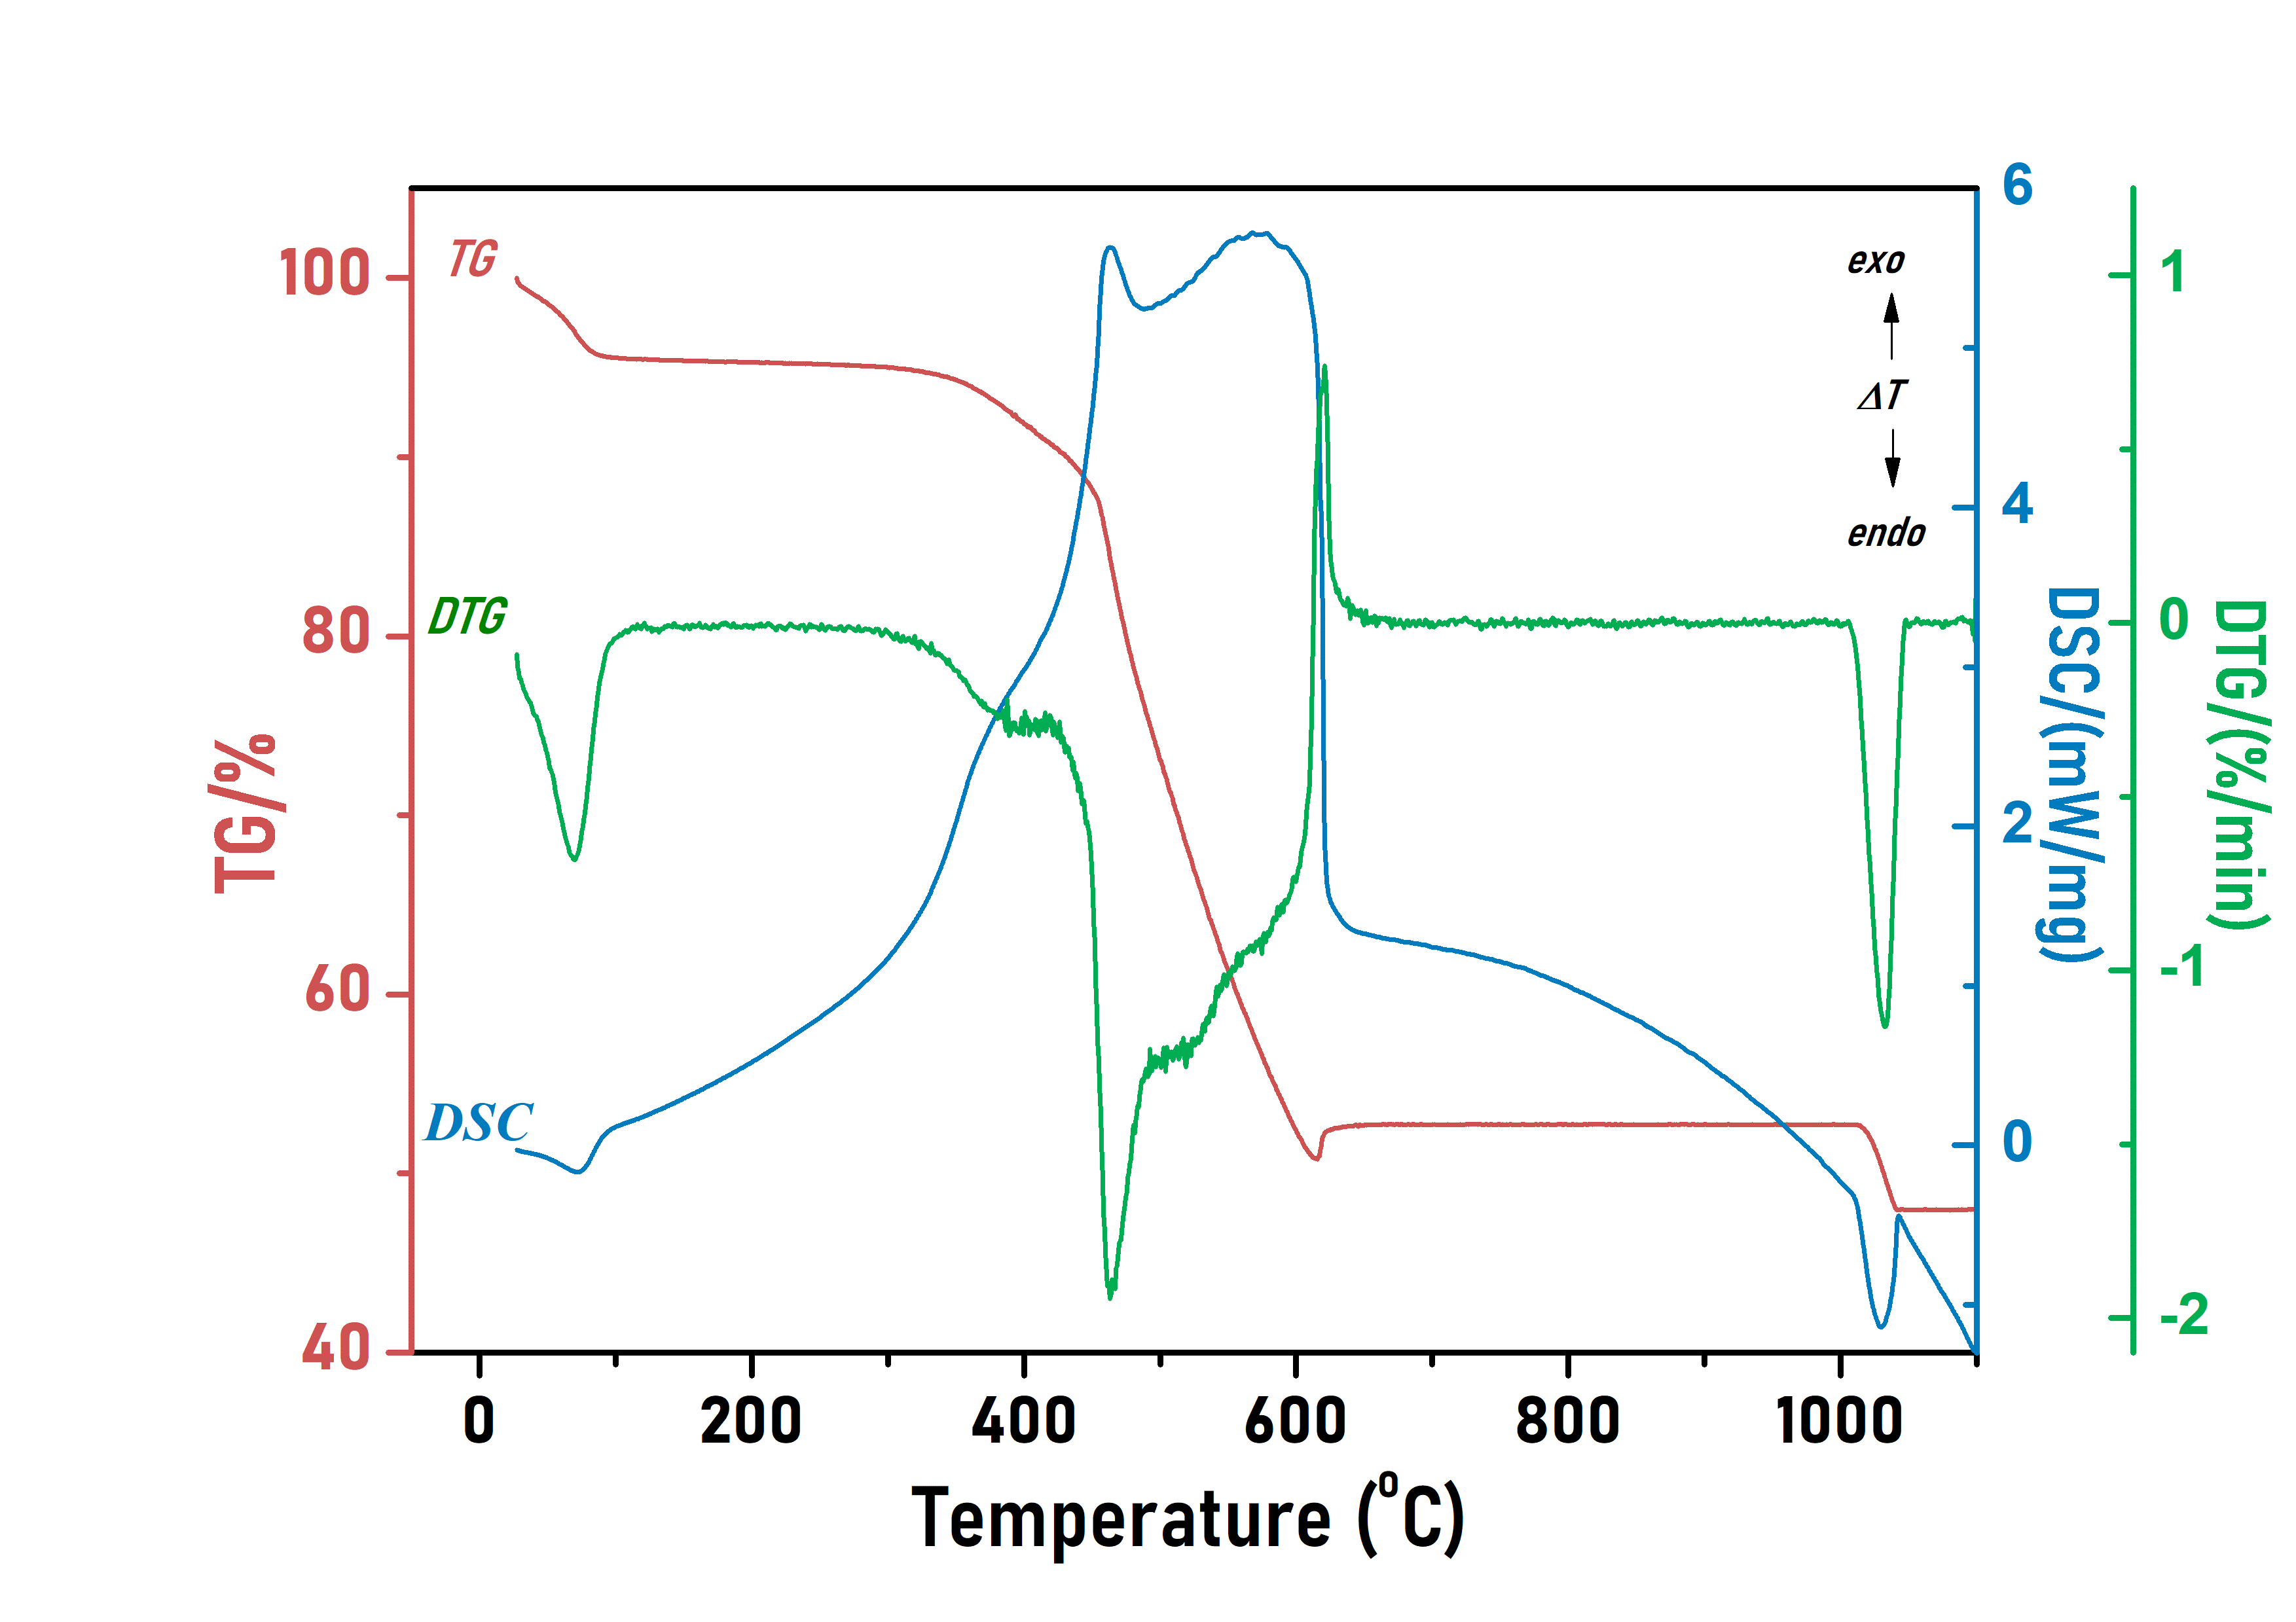 TG
DTG
DSC
exo
ΔT
endo
100
80
60
40
TG/%
6
4
2
0
DSC/(mW/mg)
1
0
-1
-2
DTG/(%/min)
0
200
400
600
800
1000
Temperature (°C)